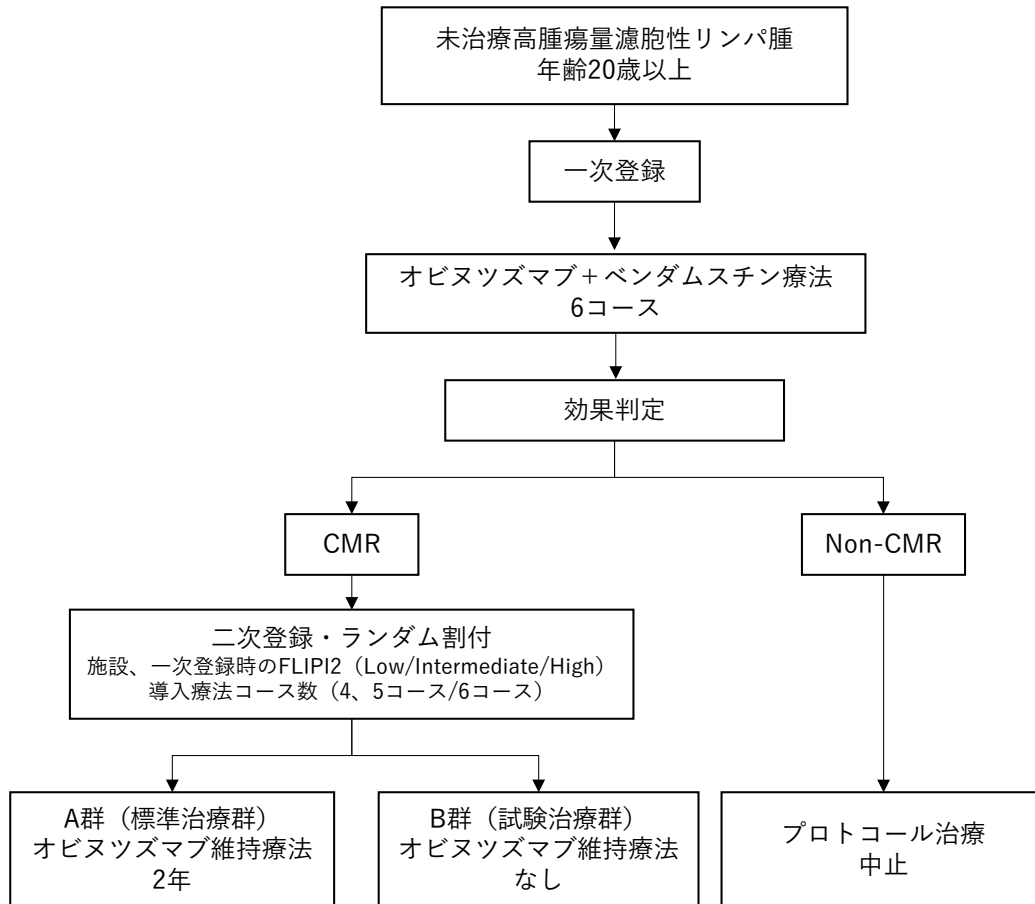 未治療高腫瘍量濾胞性リンパ腫
年齢20歳以上
一次登録
オビヌツズマブ＋ベンダムスチン療法
6コース
効果判定
CMR
Non-CMR
二次登録・ランダム割付
施設、一次登録時のFLIPI2（Low/Intermediate/High）
導入療法コース数（4、5コース/6コース）
A群（標準治療群）
オビヌツズマブ維持療法
2年
B群（試験治療群）
オビヌツズマブ維持療法
なし
プロトコール治療
中止